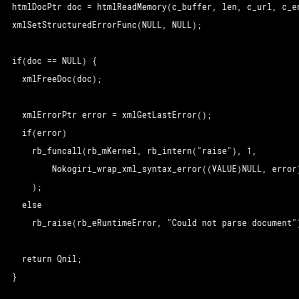 htmlDocPtr doc = htmlReadMemory(c_buffer, len, c_url, c_en
xmlSetStructuredErrorFunc(NULL, NULL);
if(doc == NULL) {
xmlFreeDoc(doc);
xmlErrorPtr error = xmlGetLastError();
if(error)
rb_funcall(rb_mKernel, rb_intern("raise"), 1,
Nokogiri_wrap_xml_syntax_error((VALUE)NULL, error)
);
else
rb_raise(rb_eRuntimeError, "Could not parse document")
return Qnil;
}